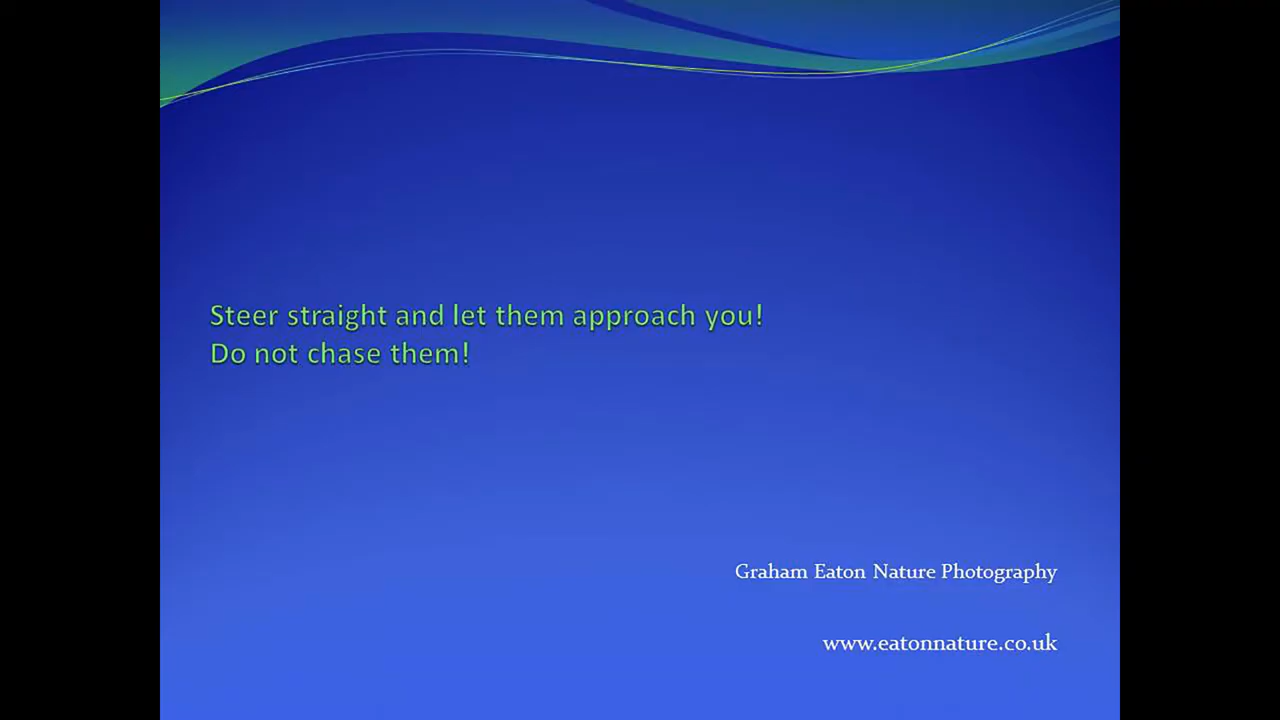 Steer straight and let them approach you!
Do not chase them!
Graham Eaton Nature Photography
www.eatonnature.co.uk